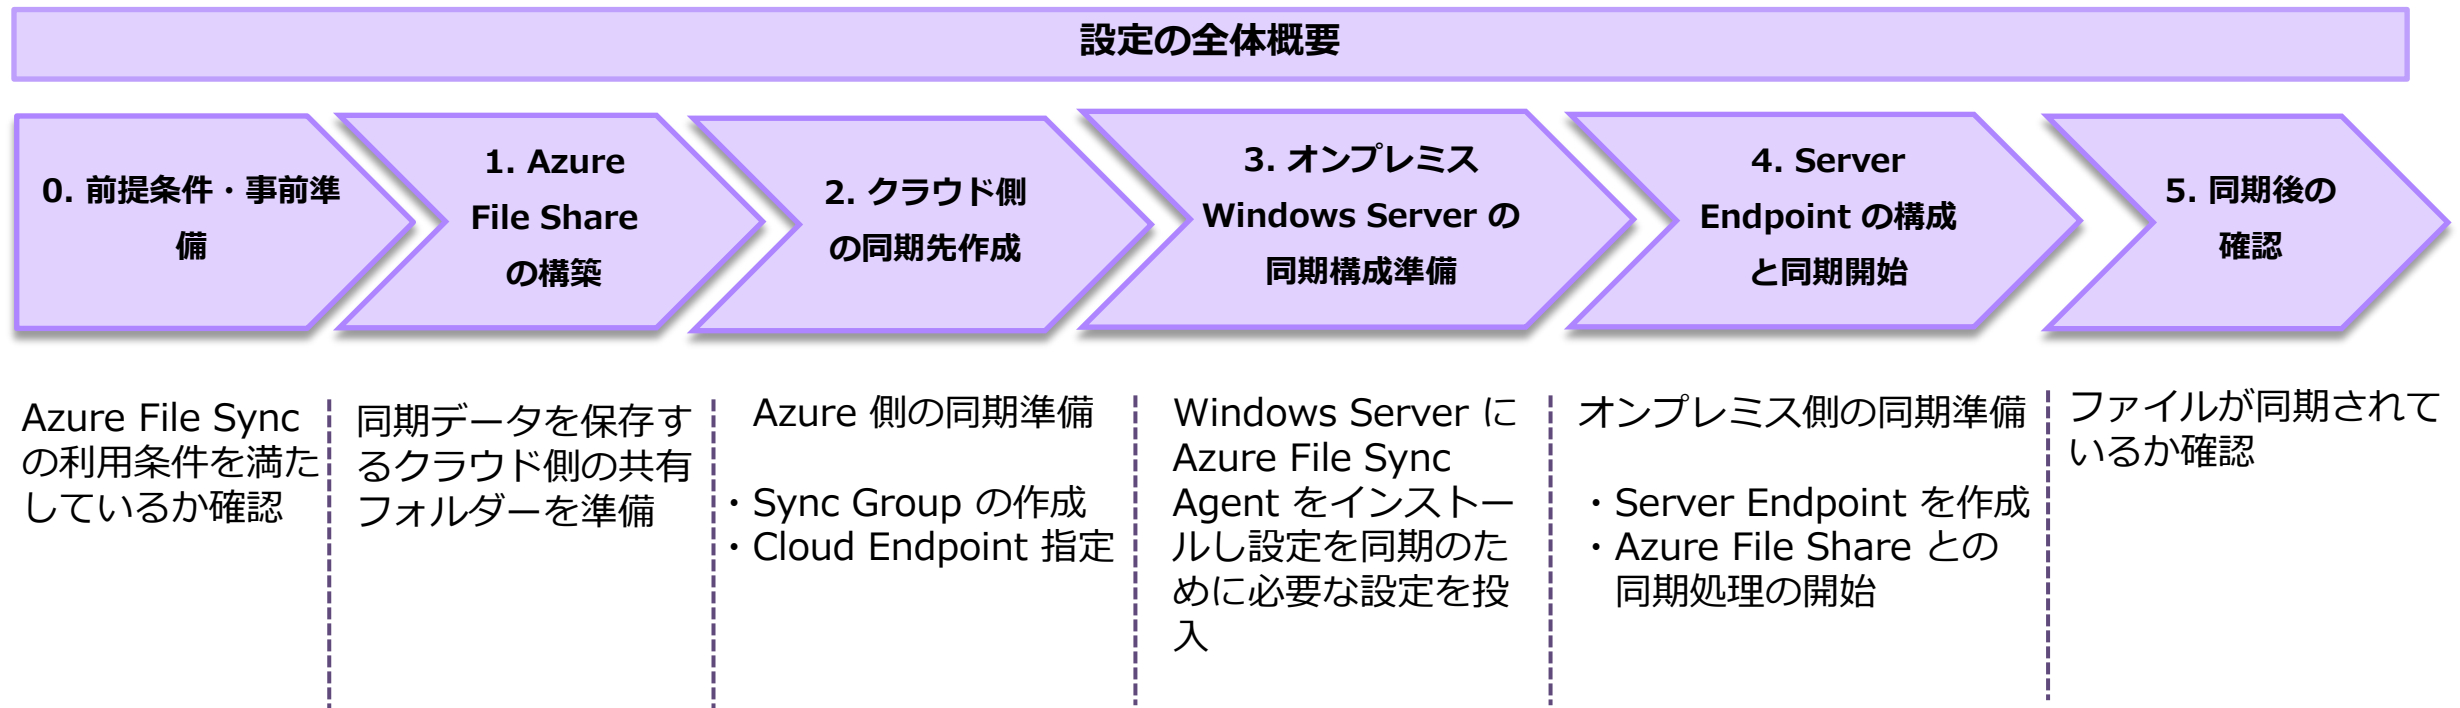 設定の全体概要
0. 前提条件・事前準
備
1. Azure
File Share
の構築
2. クラウド側
の同期先作成
3. オンプレミス
Windows Server の
同期構成準備
4. Server
Endpoint の構成
と同期開始
5. 同期後の
確認
Azure File Sync
の利用条件を満た
しているか確認
同期データを保存す
るクラウド側の共有
フォルダーを準備
Azure 側の同期準備
・Sync Group の作成
・Cloud Endpoint 指定
Windows Server に
Azure File Sync
Agent をインストー
ルし設定を同期のた
めに必要な設定を投
入
オンプレミス側の同期準備
・Server Endpoint を作成
・Azure File Share との
同期処理の開始
ファイルが同期されて
いるか確認